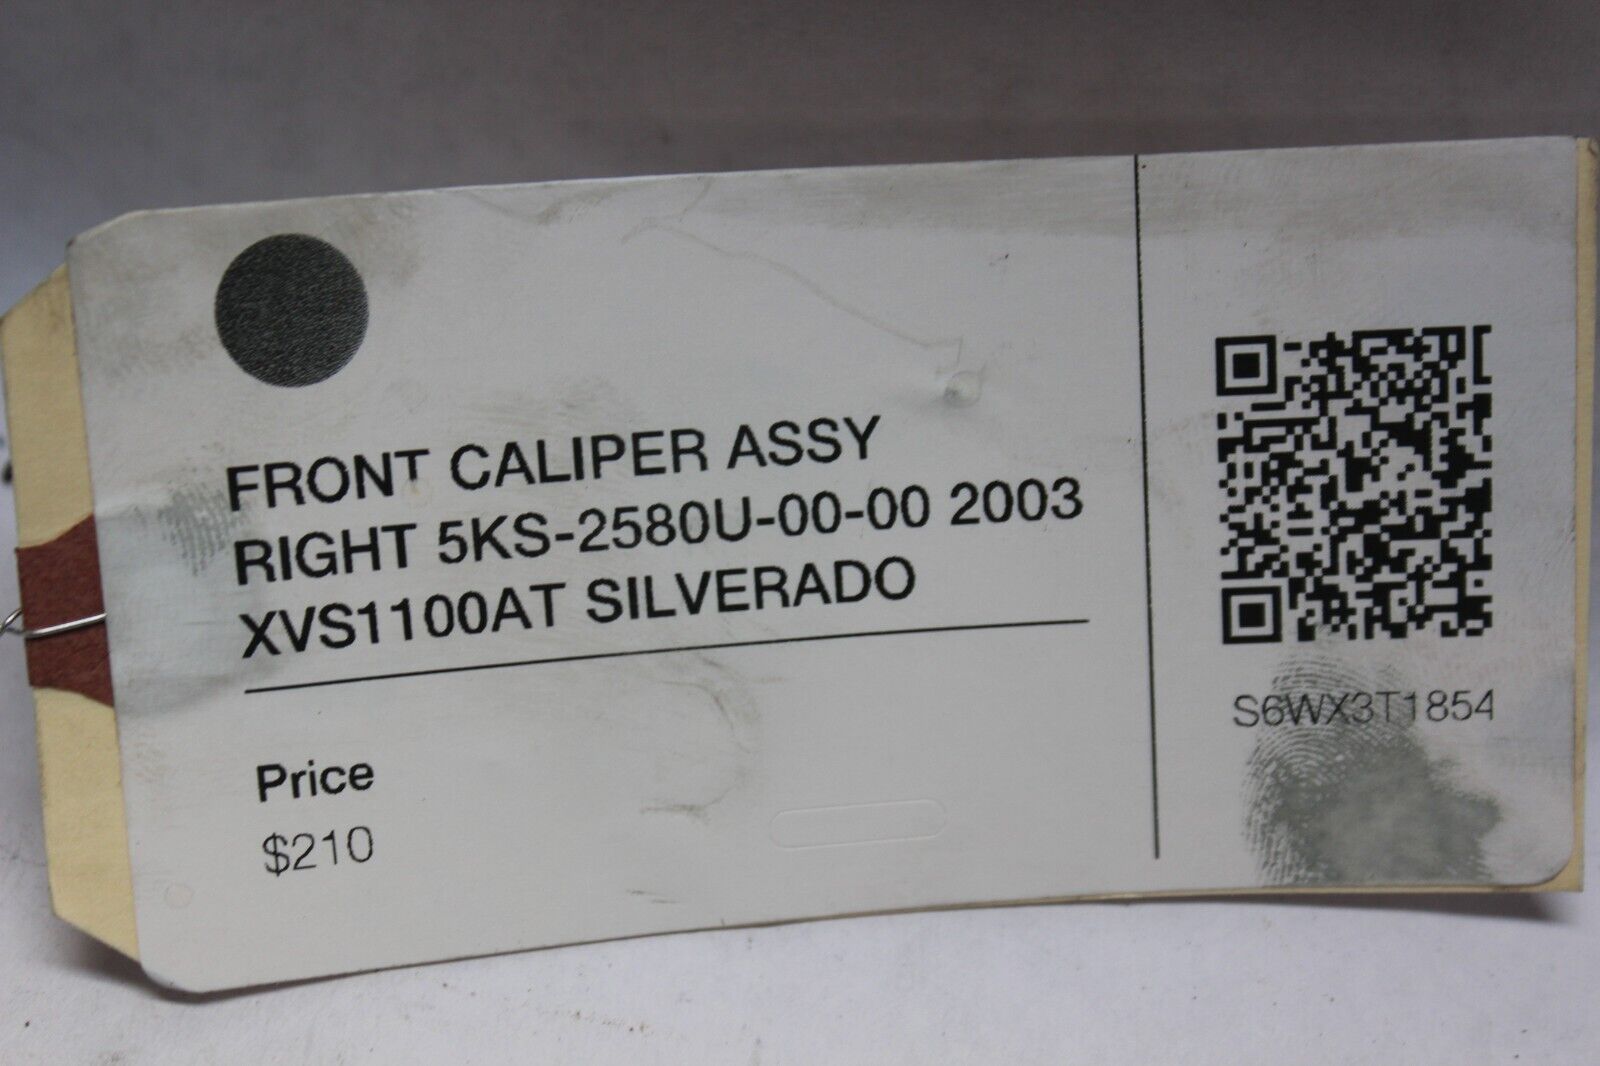 FRONT CALIPER ASSY
RIGHT 5KS-2580U-00-00 2003
XVS1100AT SILVERADO
Price
$210
S6WX3T1854